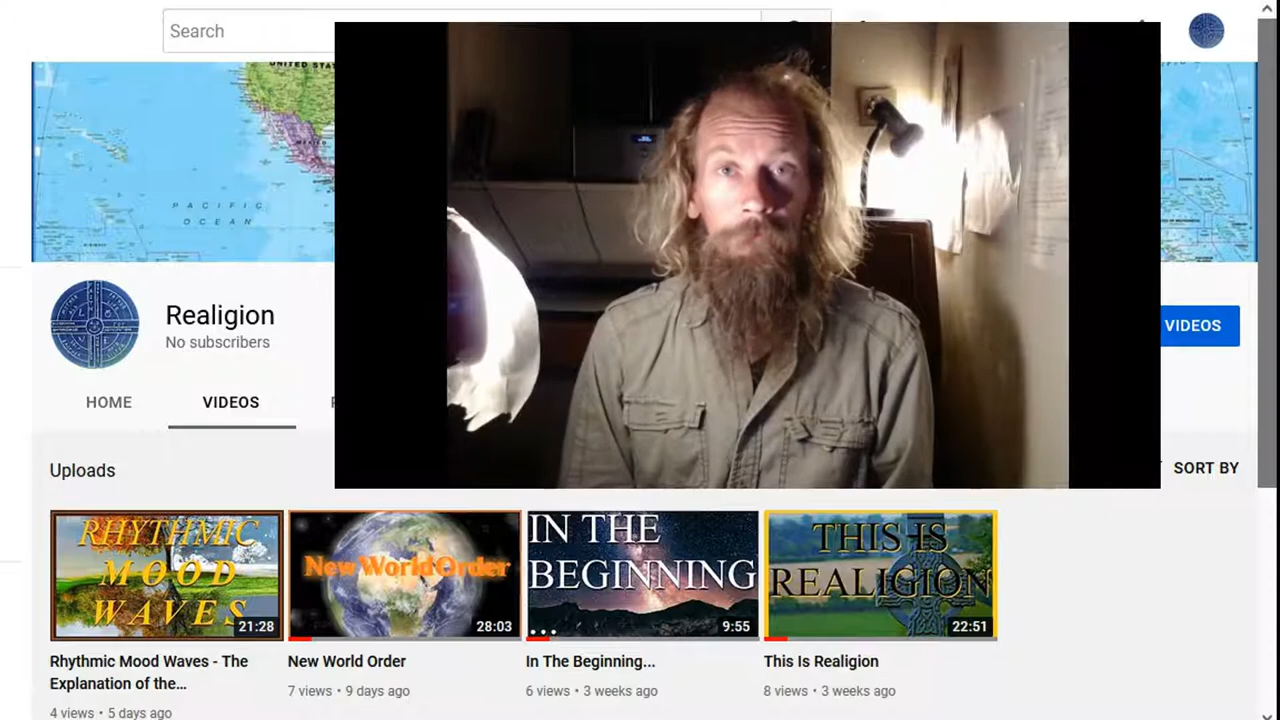 Search
UNITED STAT
MEXICO
PACIFIC
OCEAN
Realigion
No subscribers
VIDEOS
HOME
VIDEOS
Uploads
SORT BY
RHYTHMIC
MOOD
WAVES
21:28
New World Order
28:03
IN THE
BEGINNING
...
9:55
THIS IS
REALIGION
22:51
Rhythmic Mood Waves - The
Explanation of the...
4 views • 5 days ago
New World Order
7 views • 9 days ago
In The Beginning...
6 views • 3 weeks ago
This Is Realigion
8 views • 3 weeks ago